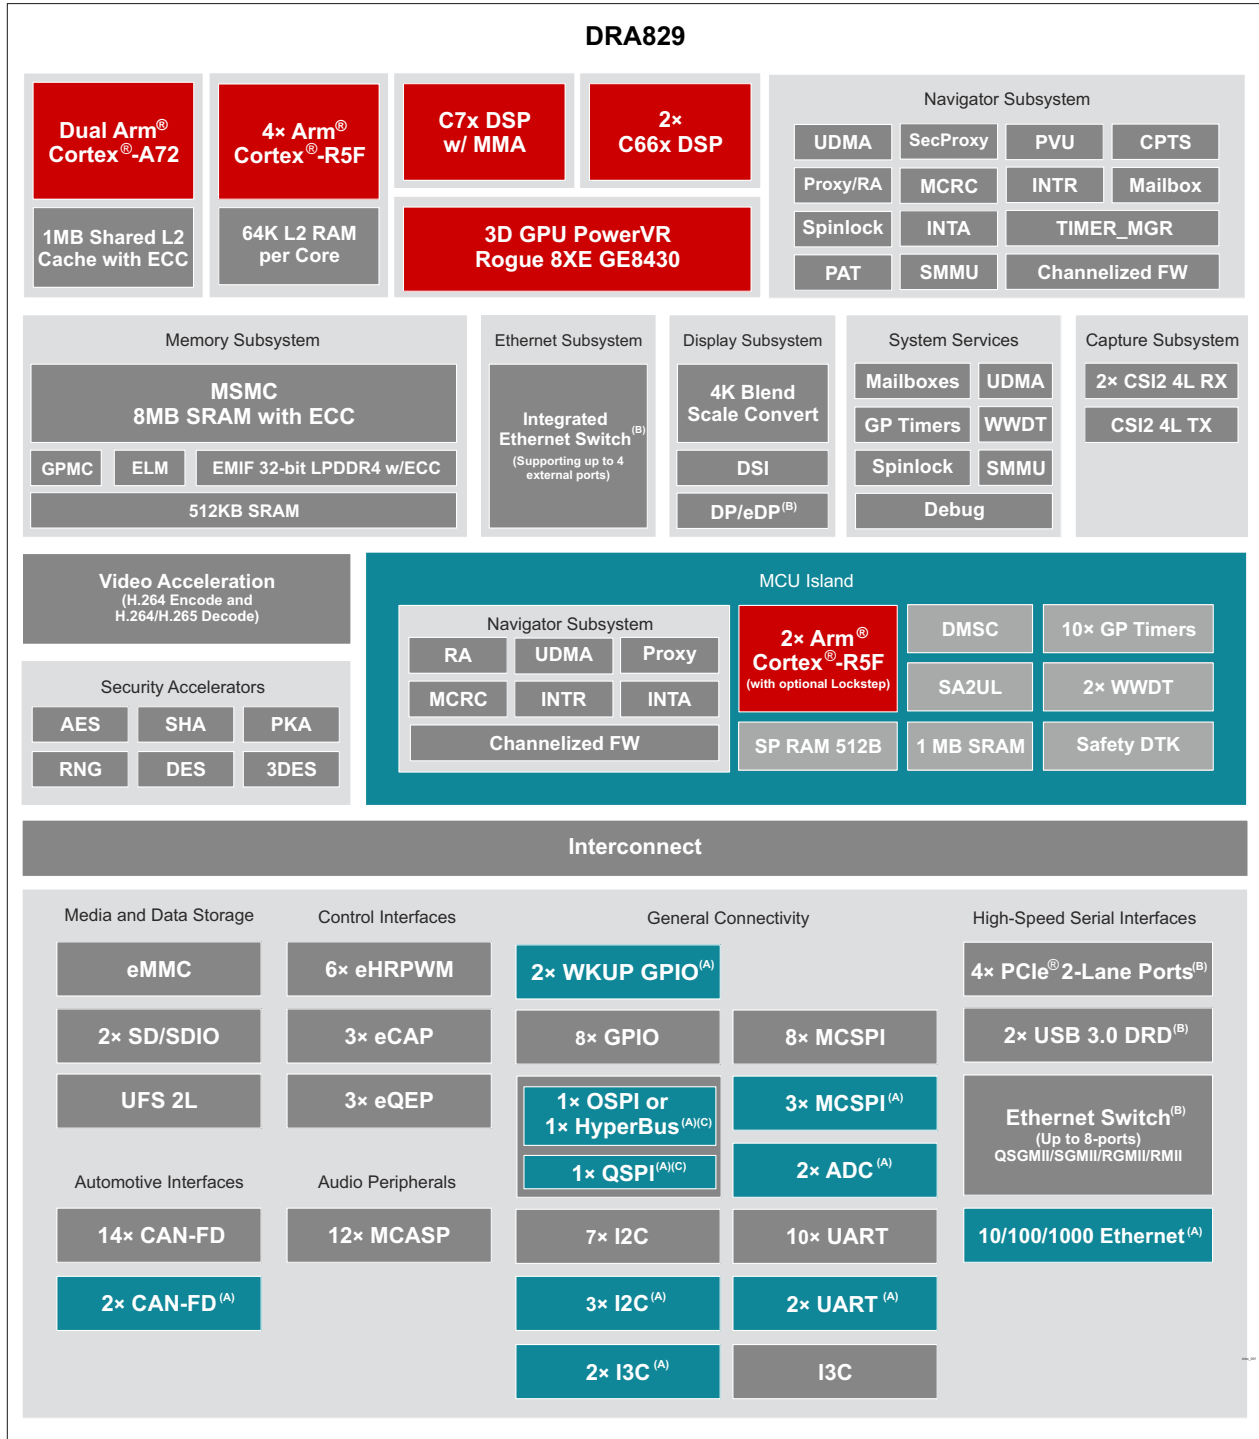 DRA829
Dual Arm®
Cortex®-A72
1MB Shared L2
Cache with ECC
4× Arm®
Cortex®-R5F
64K L2 RAM
per Core
C7x DSP
w/ MMA
2×
C66x DSP
3D GPU PowerVR
Rogue 8XE GE8430
Navigator Subsystem
UDMA
SecProxy
PVU
CPTS
Proxy/RA
MCRC
INTR
Mailbox
Spinlock
INTA
TIMER_MGR
PAT
SMMU
Channelized FW
Memory Subsystem
MSMC
8MB SRAM with ECC
GPMC
ELM
EMIF 32-bit LPDDR4 w/ECC
512KB SRAM
Ethernet Subsystem
Integrated
Ethernet Switch(B)
(Supporting up to 4
external ports)
Display Subsystem
4K Blend
Scale Convert
DSI
DP/eDP(B)
System Services
Mailboxes
UDMA
GP Timers
WWDT
Spinlock
SMMU
Debug
Capture Subsystem
2× CSI2 4L RX
CSI2 4L TX
Video Acceleration
(H.264 Encode and
H.264/H.265 Decode)
Security Accelerators
AES
SHA
PKA
RNG
DES
3DES
MCU Island
Navigator Subsystem
RA
UDMA
Proxy
MCRC
INTR
INTA
Channelized FW
2× Arm®
Cortex®-R5F
(with optional Lockstep)
DMSC
10× GP Timers
SA2UL
2× WWDT
SP RAM 512B
1 MB SRAM
Safety DTK
Interconnect
Media and Data Storage
eMMC
2× SD/SDIO
UFS 2L
Automotive Interfaces
14× CAN-FD
2× CAN-FD(A)
Control Interfaces
6× eHRPWM
3× eCAP
3× eQEP
Audio Peripherals
12× MCASP
General Connectivity
2× WKUP GPIO(A)
8× GPIO
8× MCSPI
1× OSPI or
1× HyperBus(A)(C)
1× QSPI(A)(C)
3× MCSPI(A)
2× ADC(A)
7× I2C
10× UART
3× I2C(A)
2× UART(A)
2× I3C(A)
I3C
High-Speed Serial Interfaces
4× PCIe® 2-Lane Ports(B)
2× USB 3.0 DRD(B)
Ethernet Switch(B)
(Up to 8-ports)
QSGMII/SGMII/RGMII/RMII
10/100/1000 Ethernet(A)